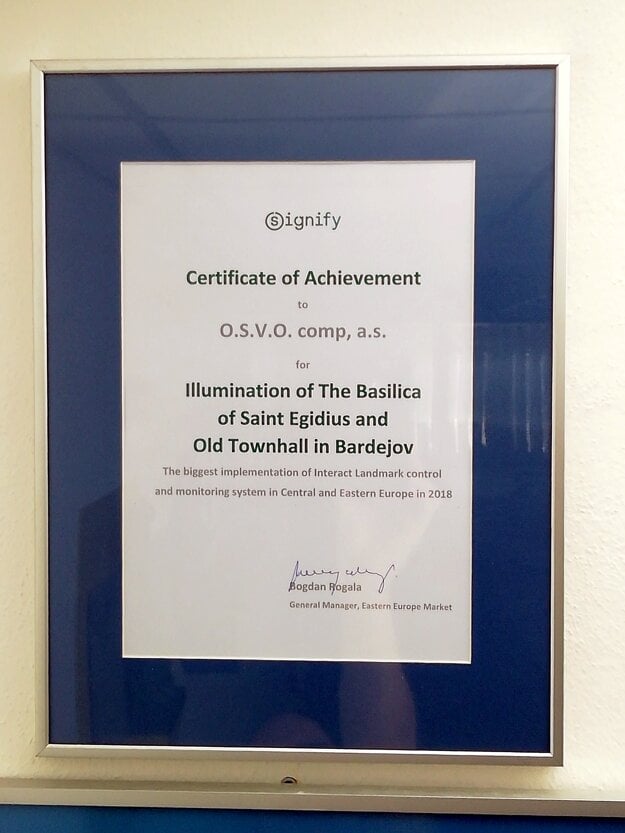 Signify
Certificate of Achievement
to
O.S.V.O. comp, a.s.
for
Illumination of The Basilica
of Saint Egidius and
Old Townhall in Bardejov
The biggest implementation of Interact Landmark control
and monitoring system in Central and Eastern Europe in 2018
Bogdan Rogala
General Manager, Eastern Europe Market